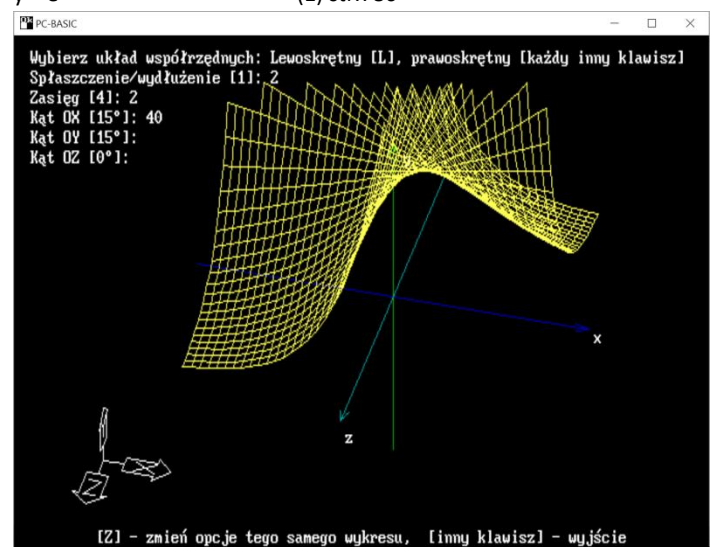 PC-BASIC
Wybierz układ współrzędnych: Lewoskrętny [L], prawoskrętny [każdy inny klawisz]
Spłaszczenie/wydłużenie [1]: 2
Zasięg [4]: 2
Kąt OX [15°]: 40
Kąt OY [15°]:
Kąt OZ [0°]:
x
z
X
Z
[Z] - zmień opcje tego samego wykresu, [inny klawisz] - wyjście